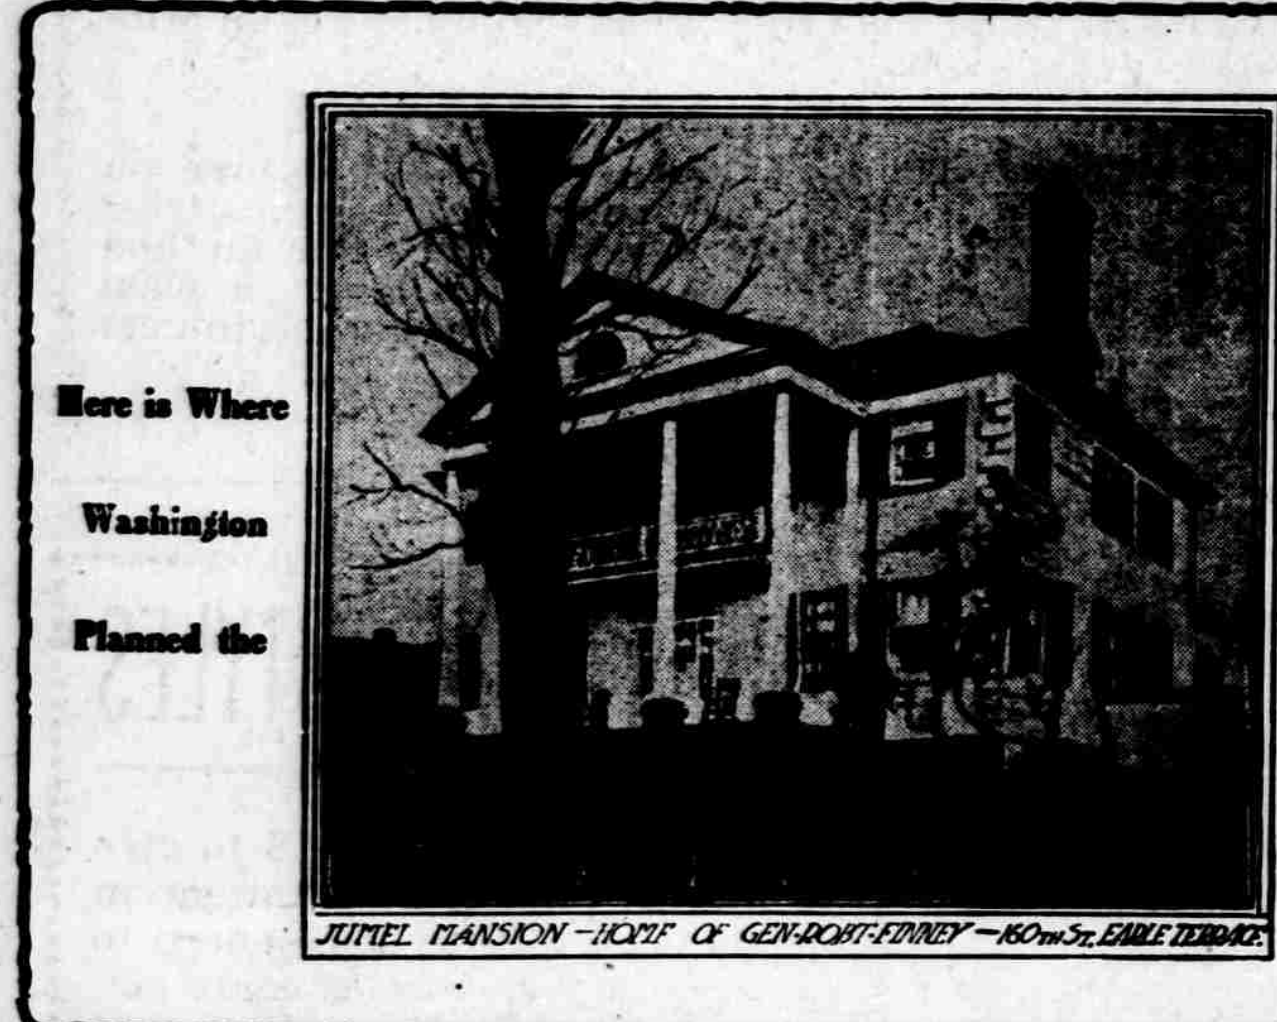 Here is Where
Washington
Planned the
JUMEL MANSION - HOME OF GEN. ROBT. FINNEY - 160TH ST. EARLE TERRACE.